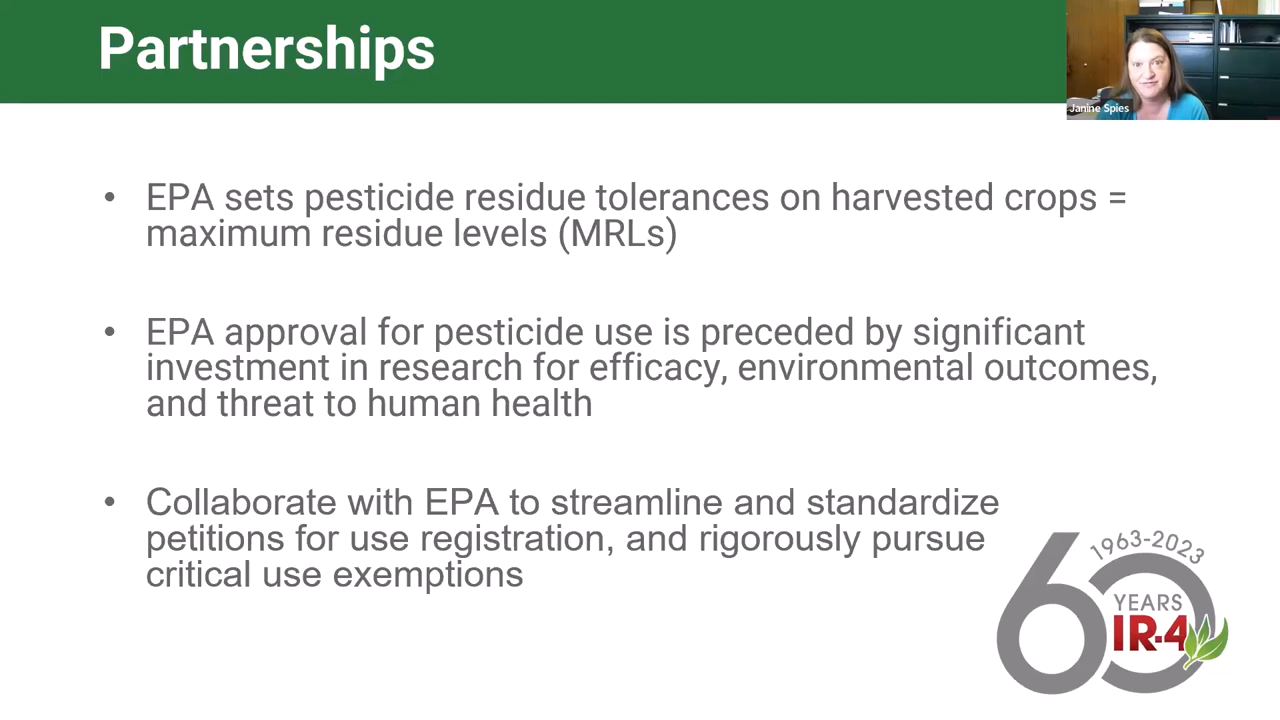 Partnerships
Janine Spies
• EPA sets pesticide residue tolerances on harvested crops =
maximum residue levels (MRLs)
• EPA approval for pesticide use is preceded by significant
investment in research for efficacy, environmental outcomes,
and threat to human health
• Collaborate with EPA to streamline and standardize
petitions for use registration, and rigorously pursue
critical use exemptions
60
1963-2023
YEARS
IR-4